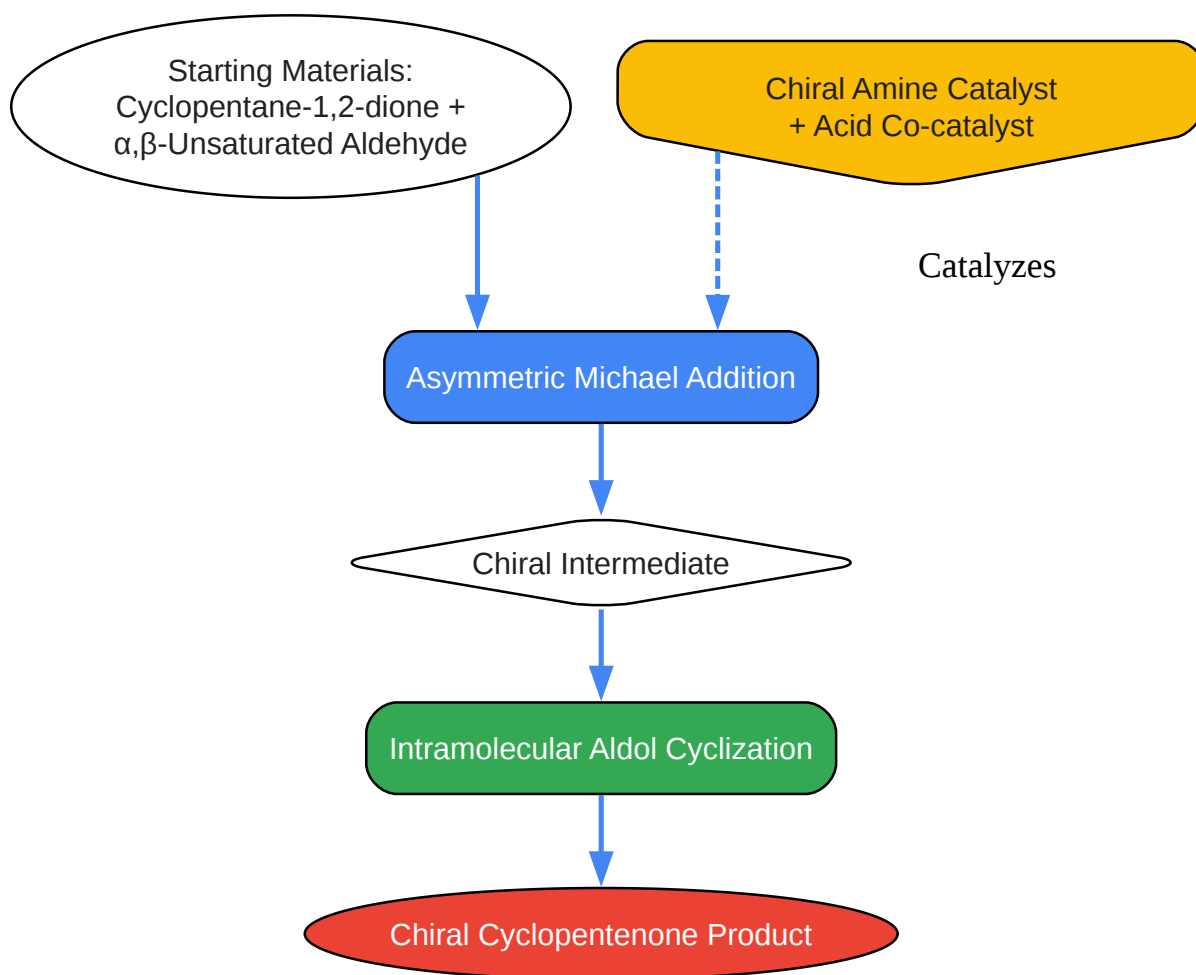 Starting Materials:
Cyclopentane-1,2-dione +
α,β-Unsaturated Aldehyde
Chiral Amine Catalyst
+ Acid Co-catalyst
Catalyzes
Asymmetric Michael Addition
Chiral Intermediate
Intramolecular Aldol Cyclization
Chiral Cyclopentenone Product